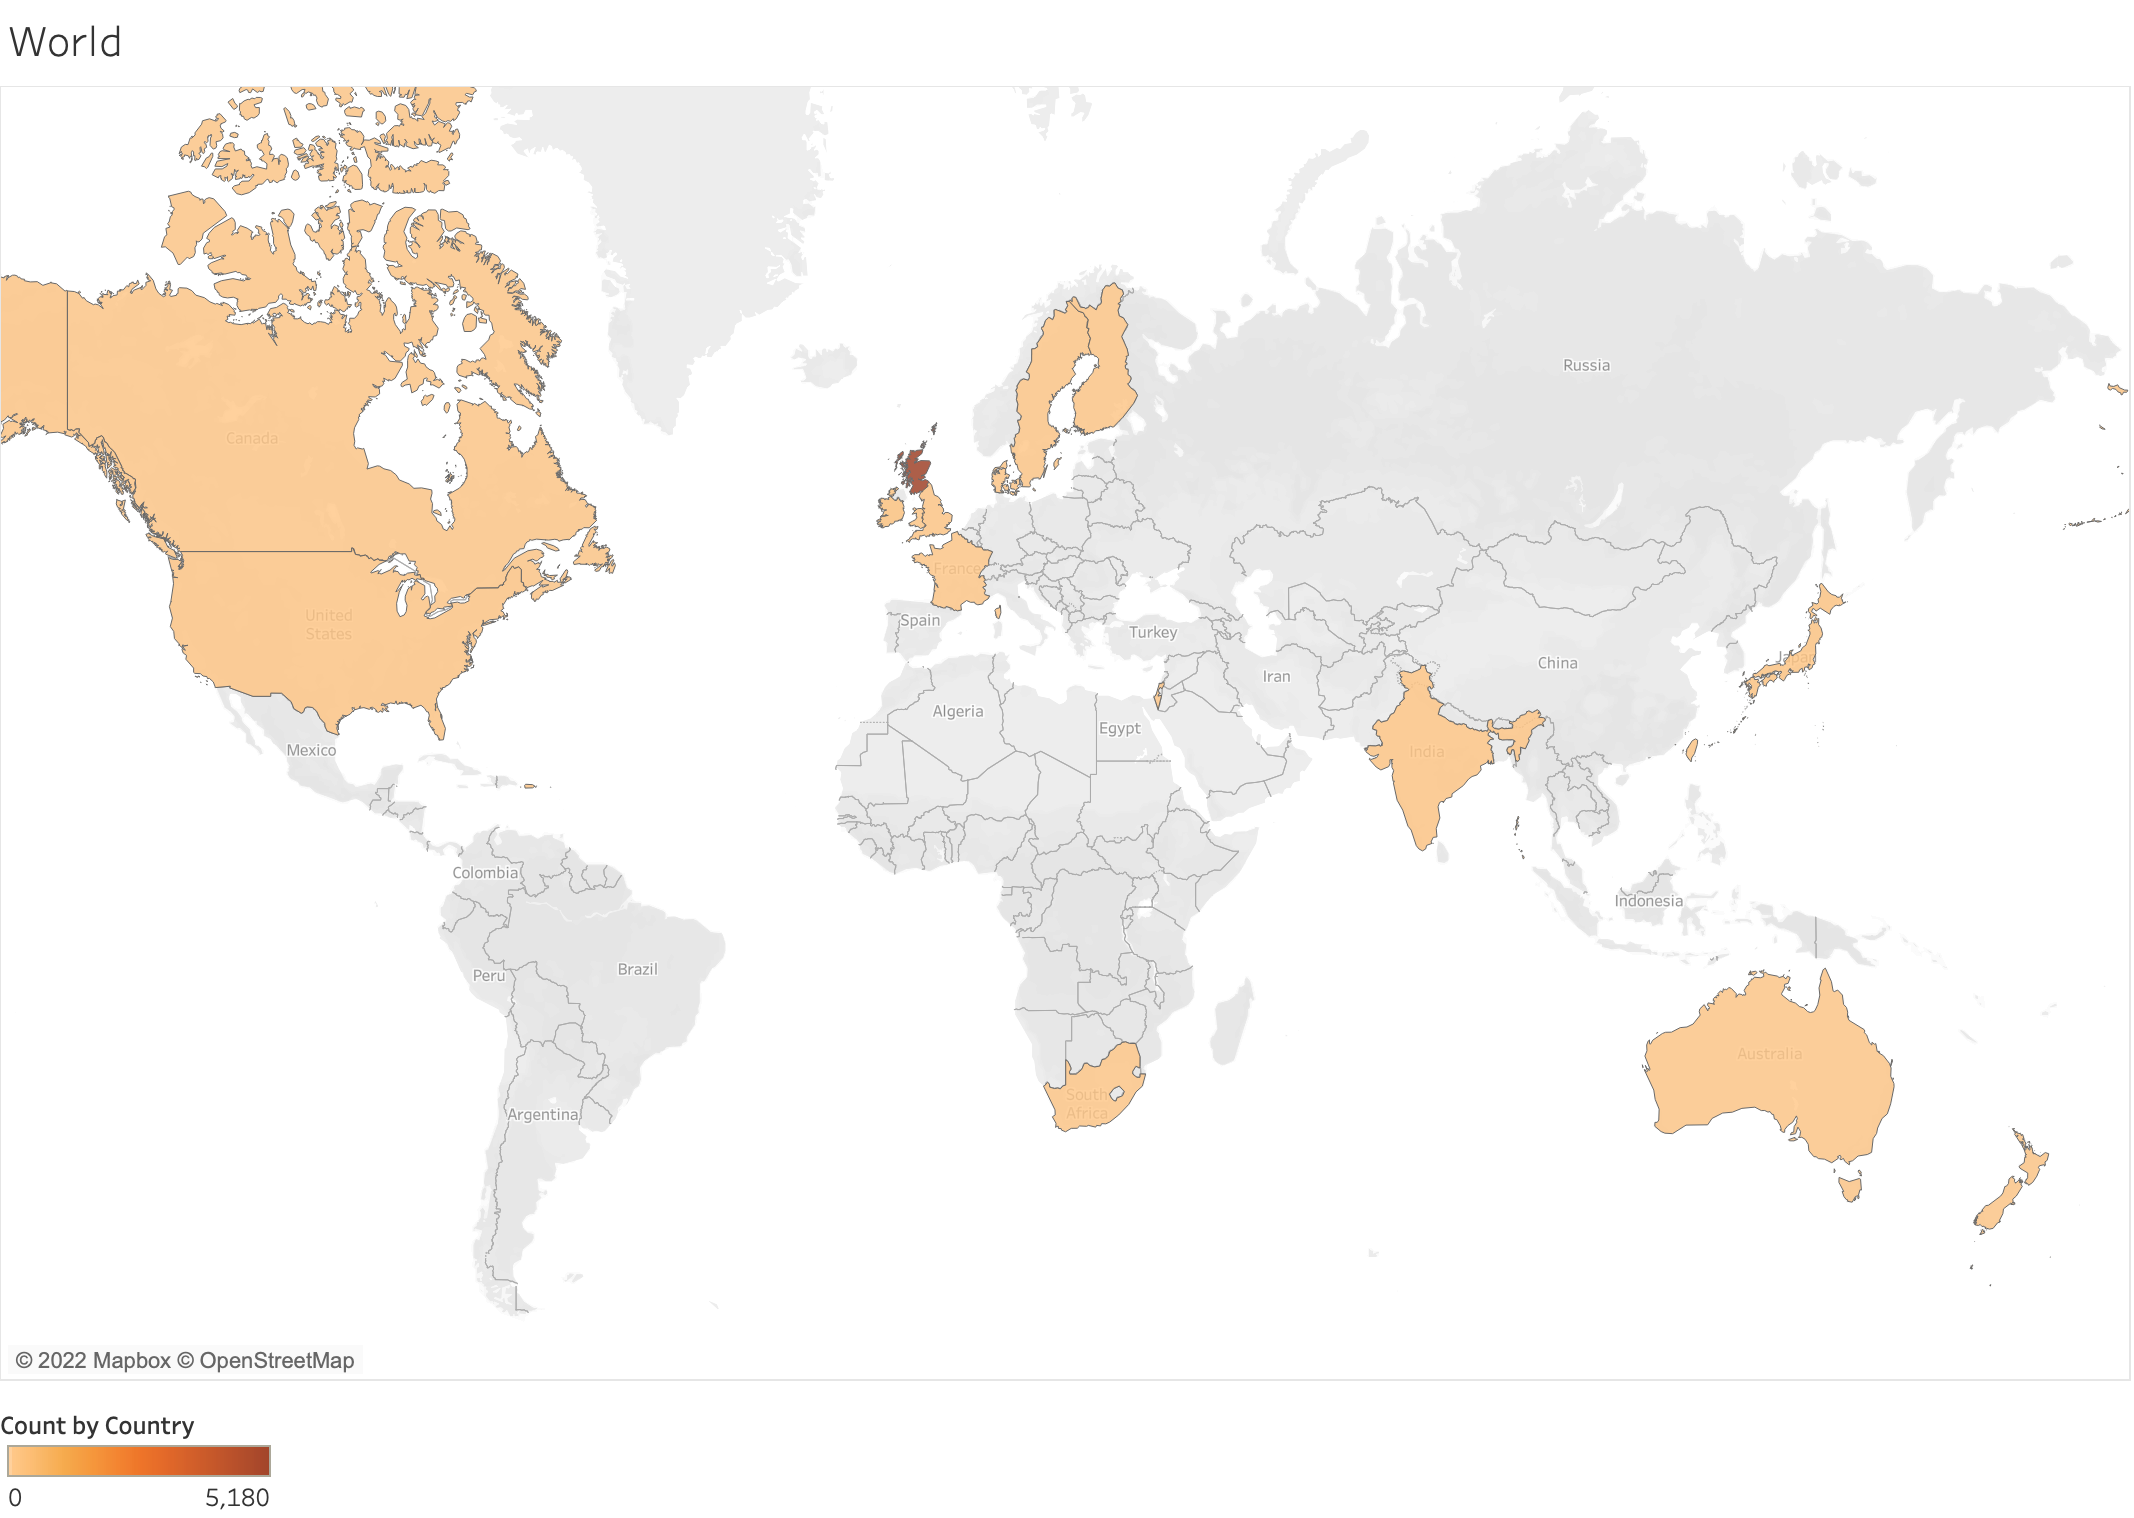 World
Russia
Canada
France
United
States
Spain
Turkey
China
Japan
Iran
Algeria
Egypt
Mexico
India
Colombia
Indonesia
Peru
Brazil
Australia
South
Africa
Argentina
© 2022 Mapbox © OpenStreetMap
Count by Country
0
5,180